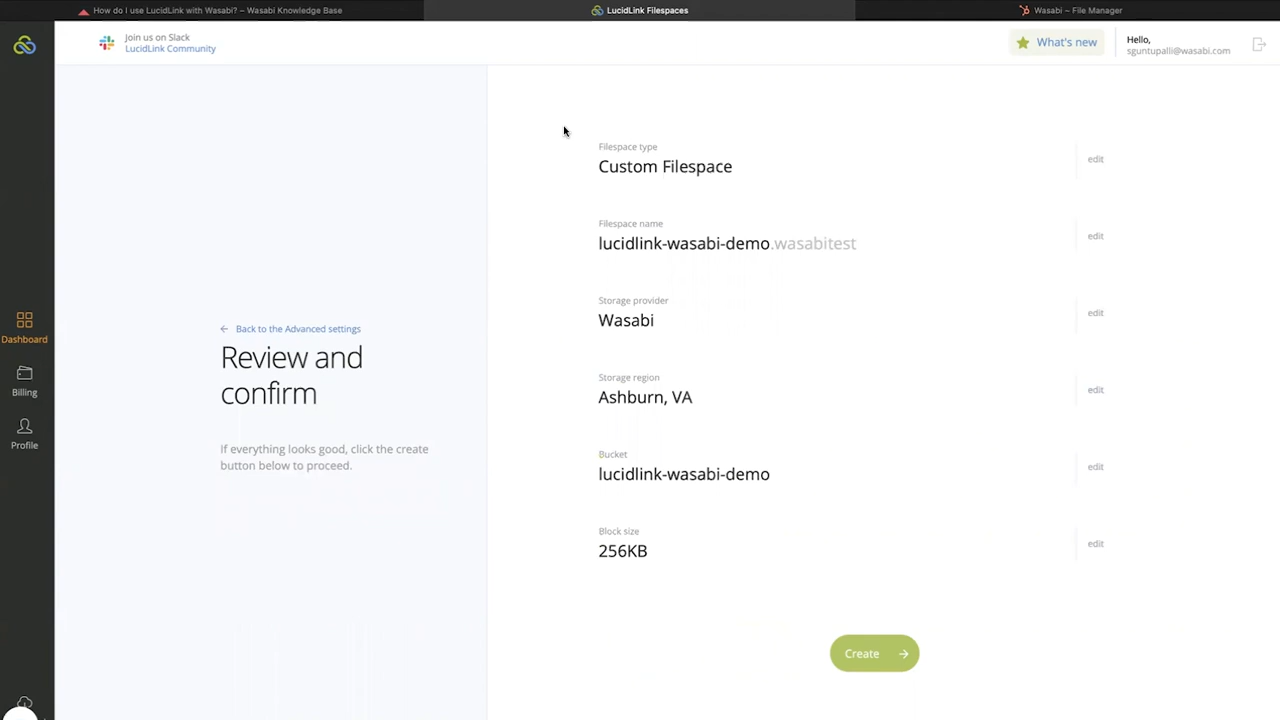 How do I use LucidLink with Wasabi? – Wasabi Knowledge Base
LucidLink Filespaces
Wasabi – File Manager
Join us on Slack
LucidLink Community
What's new
Hello,
sguntupalli@wasabi.com
Dashboard
Billing
Profile
← Back to the Advanced settings
Review and
confirm
If everything looks good, click the create
button below to proceed.
Filespace type
Custom Filespace
edit
Filespace name
lucidlink-wasabi-demo.wasabitest
edit
Storage provider
Wasabi
edit
Storage region
Ashburn, VA
edit
Bucket
lucidlink-wasabi-demo
edit
Block size
256KB
edit
Create →